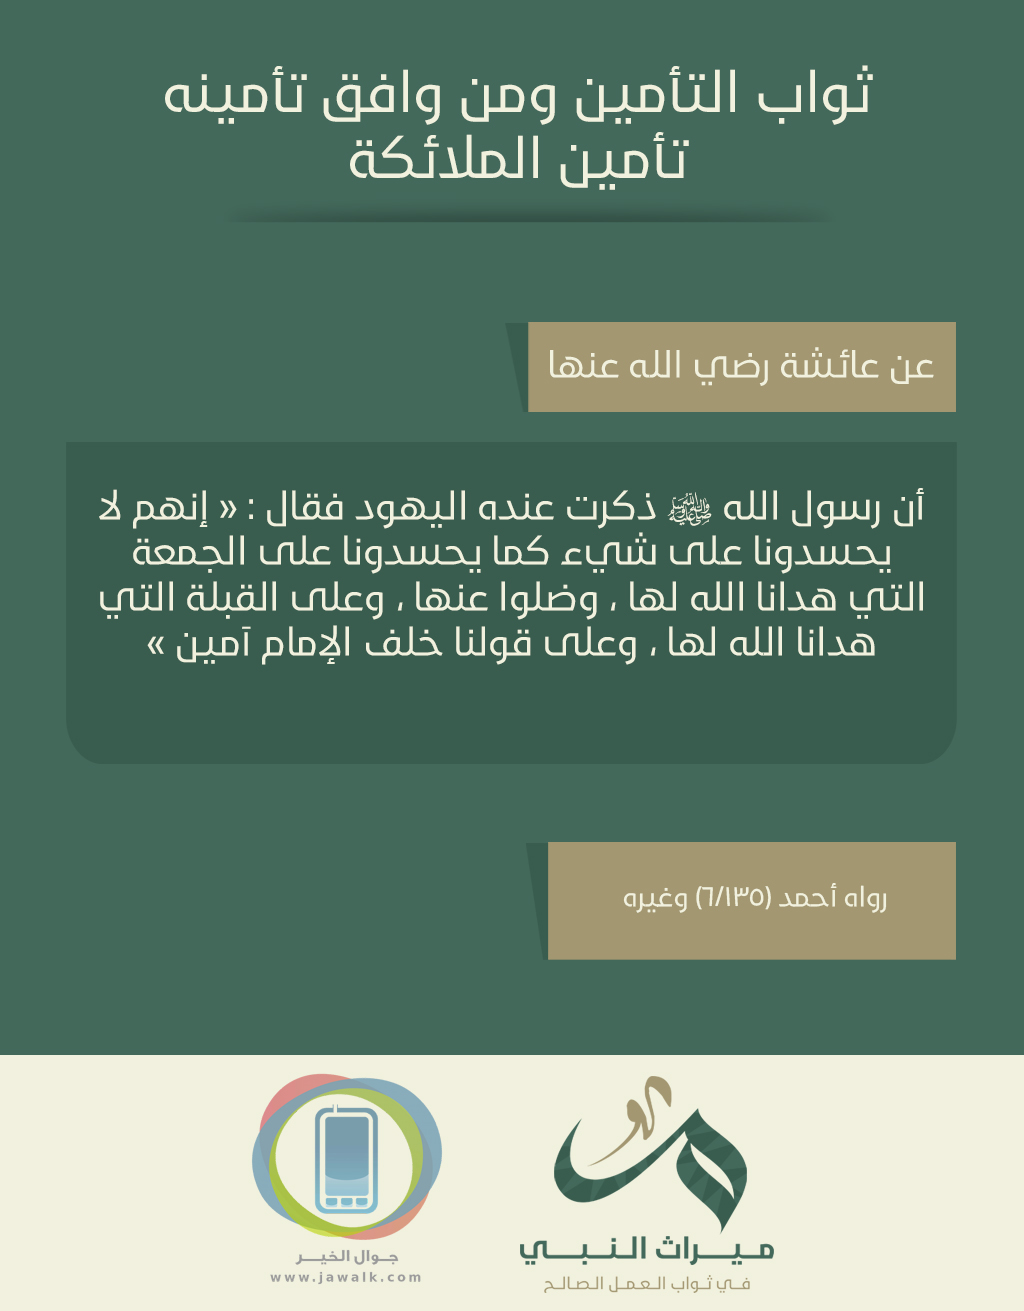 ثواب التأمين ومن وافق تأمينه
تأمين الملائكة
عن عائشة رضي الله عنها
أن رسول الله ﷺ ذكرت عنده اليهود فقال : « إنهم لا
يحسدونا على شيء كما يحسدونا على الجمعة
التي هدانا الله لها ، وضلوا عنها ، وعلى القبلة التي
هدانا الله لها ، وعلى قولنا خلف الإمام آمين »
رواه أحمد (٦/١٣٥) وغيره
ميراث النبي
في ثواب العمل الصالح
جوال الخير
www.jawalk.com